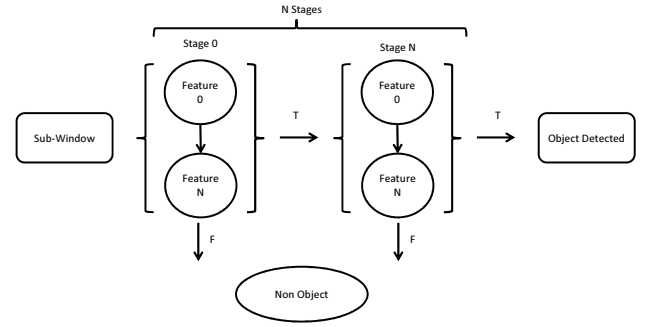 N Stages
Stage 0
Stage N
Feature
0
Feature
0
T
T
Sub-Window
Object Detected
Feature
N
Feature
N
F
F
Non Object